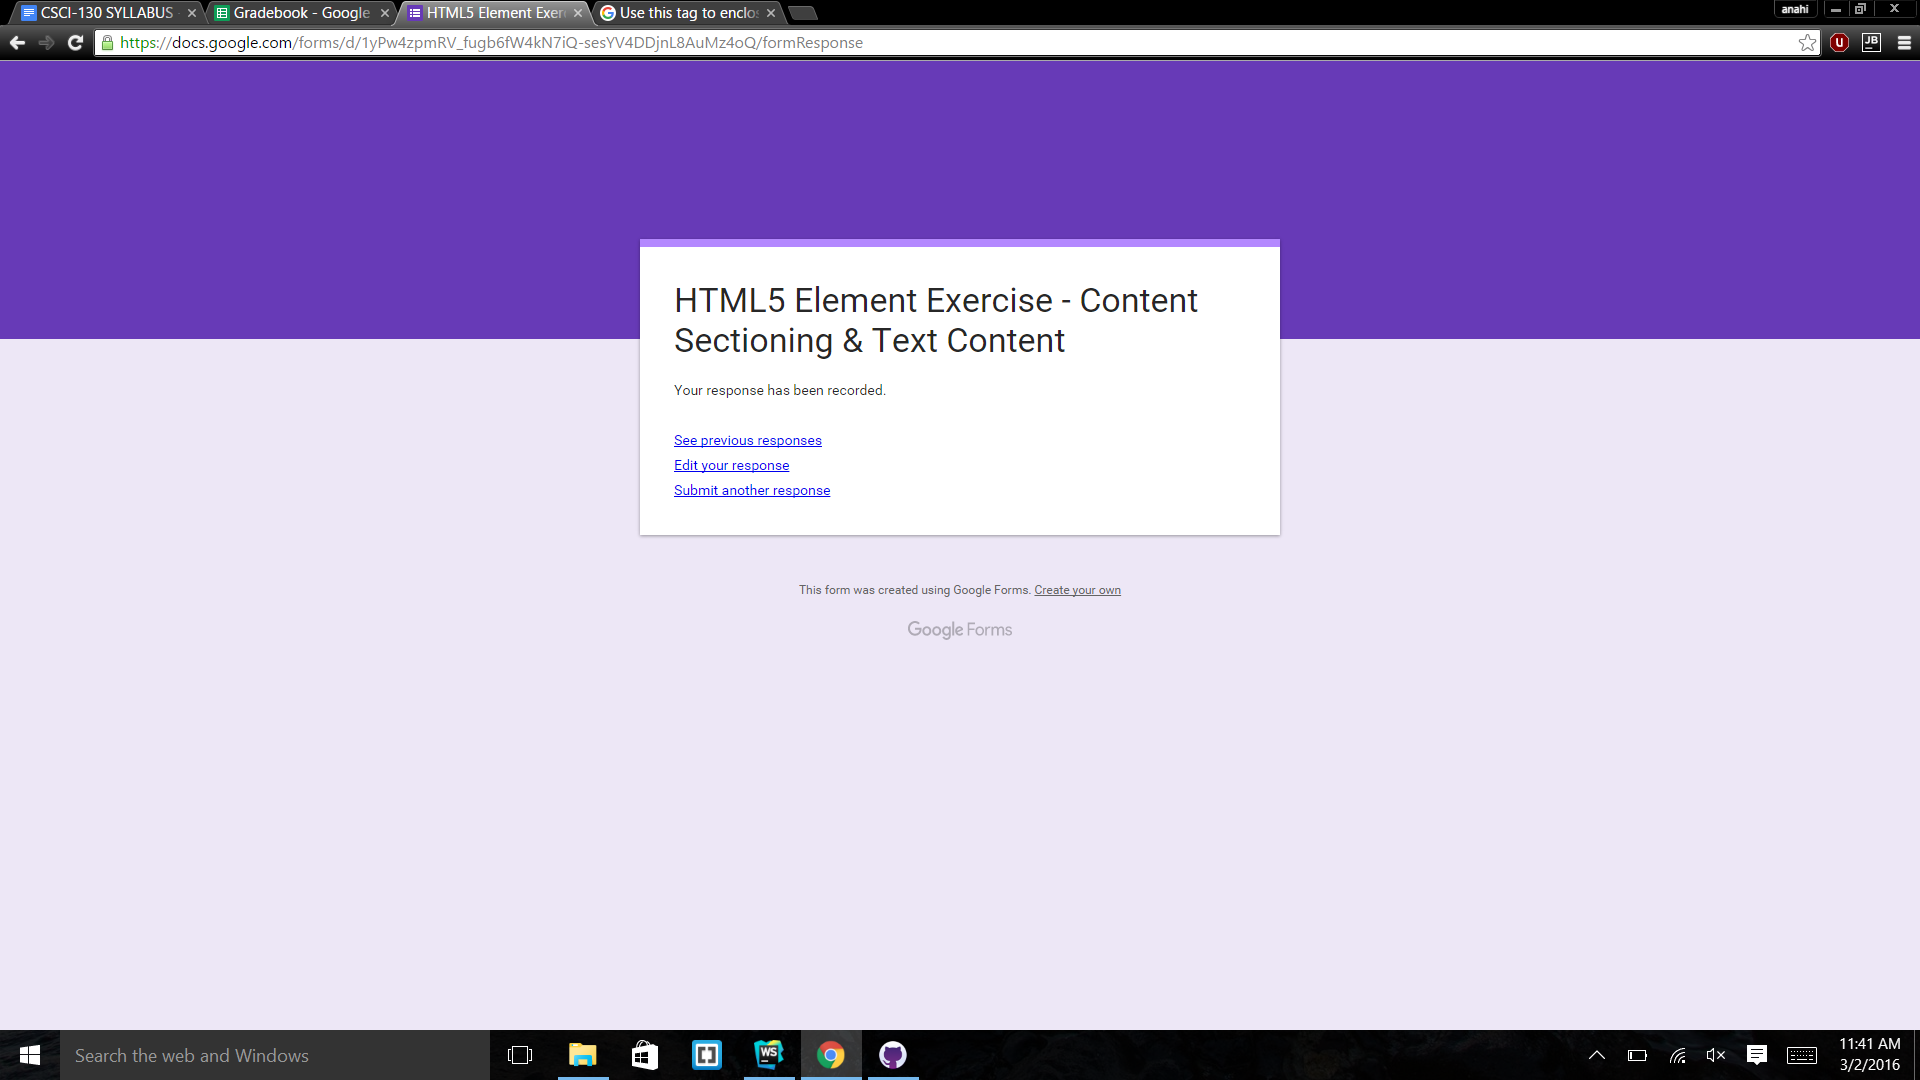 CSCI-130 SYLLABUS
Gradebook - Google
HTML5 Element Exer
Use this tag to enclos
anahi
https://docs.google.com/forms/d/1yPw4zpmRV_fugb6fW4kN7iQ-sesYV4DDjnL8AuMz4oQ/formResponse
U
JB
HTML5 Element Exercise - Content
Sectioning & Text Content
Your response has been recorded.
See previous responses
Edit your response
Submit another response
This form was created using Google Forms. Create your own
Google Forms
Search the web and Windows
WS
11:41 AM
3/2/2016